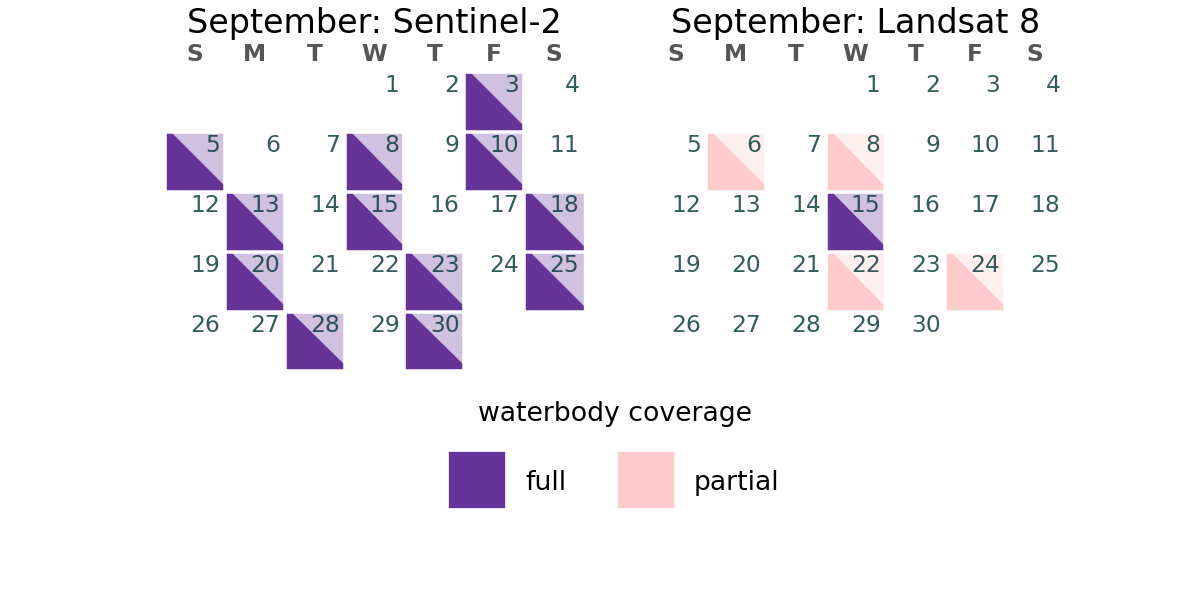 September: Sentinel-2
S M T W T F S
1 2 3 4
5 6 7 8 9 10 11
12 13 14 15 16 17 18
19 20 21 22 23 24 25
26 27 28 29 30
September: Landsat 8
S M T W T F S
1 2 3 4
5 6 7 8 9 10 11
12 13 14 15 16 17 18
19 20 21 22 23 24 25
26 27 28 29 30
waterbody coverage
full partial